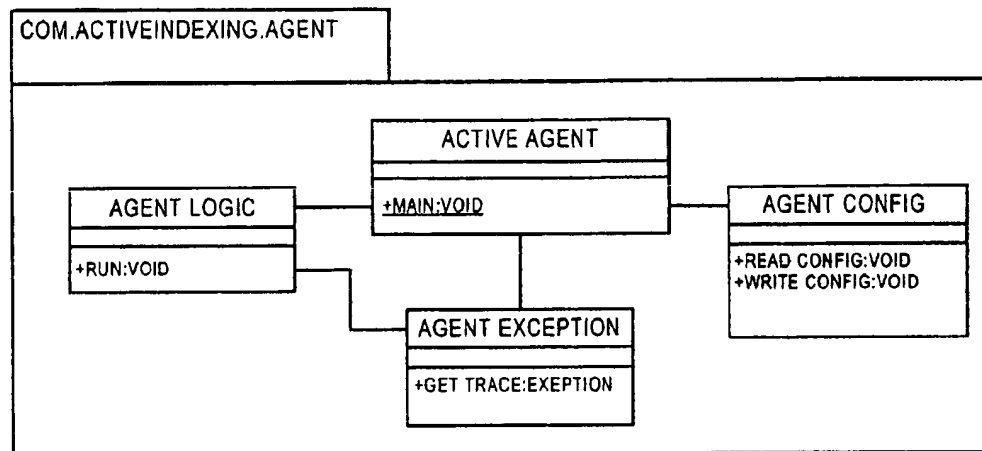 COM.ACTIVEINDEXING.AGENT
ACTIVE AGENT
+MAIN:VOID
AGENT LOGIC
+RUN:VOID
AGENT CONFIG
+READ CONFIG:VOID
+WRITE CONFIG:VOID
AGENT EXCEPTION
+GET TRACE:EXEPTION